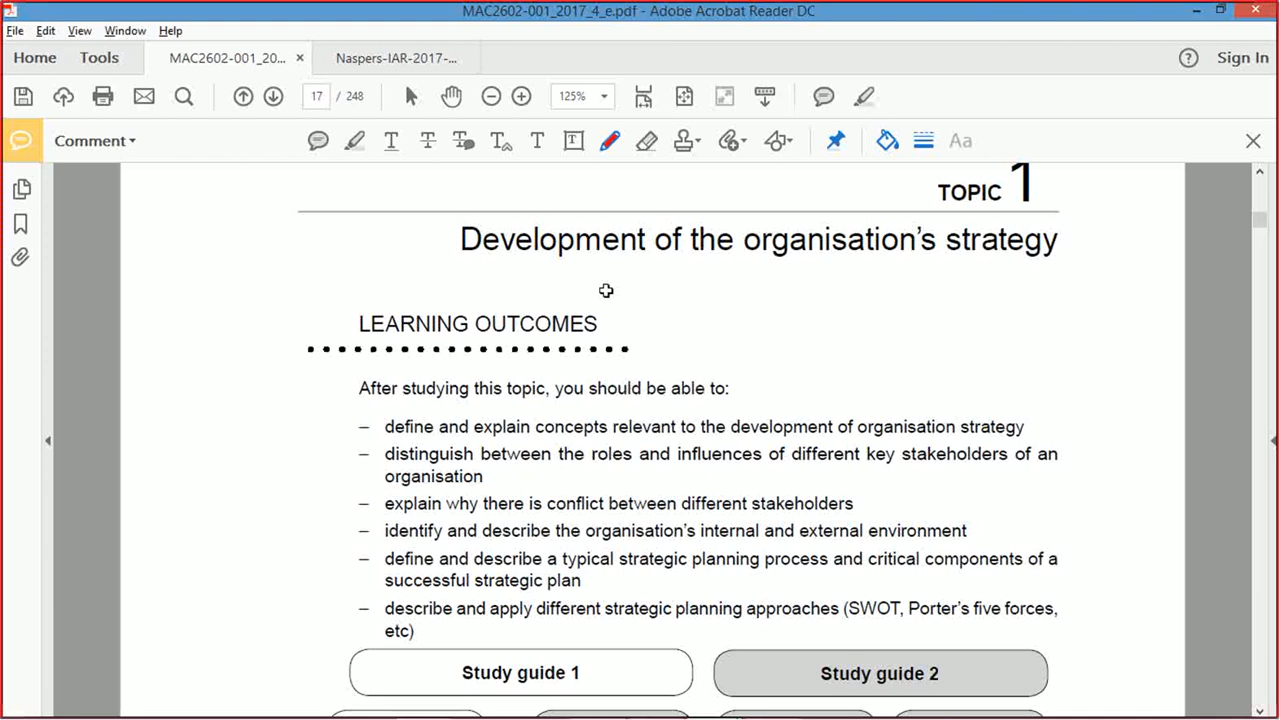 MAC2602-001_2017_4_e.pdf - Adobe Acrobat Reader DC
File Edit View Window Help
Home Tools MAC2602-001_20... × Naspers-IAR-2017-... Sign In
17 / 248 125%
Comment Aa
TOPIC 1
Development of the organisation's strategy
LEARNING OUTCOMES
After studying this topic, you should be able to:
– define and explain concepts relevant to the development of organisation strategy
– distinguish between the roles and influences of different key stakeholders of an
organisation
– explain why there is conflict between different stakeholders
– identify and describe the organisation's internal and external environment
– define and describe a typical strategic planning process and critical components of a
successful strategic plan
– describe and apply different strategic planning approaches (SWOT, Porter's five forces,
etc)
Study guide 1 Study guide 2